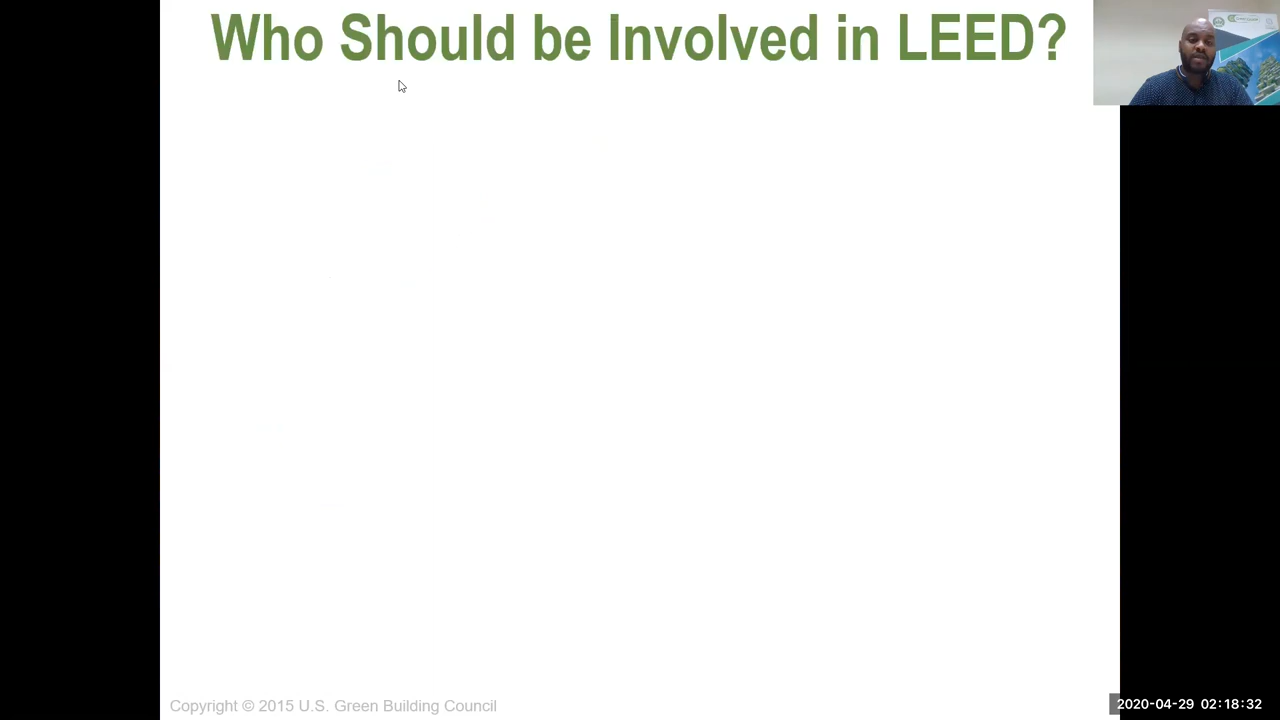 Who Should be Involved in LEED?
Copyright © 2015 U.S. Green Building Council
2020-04-29 02:18:32